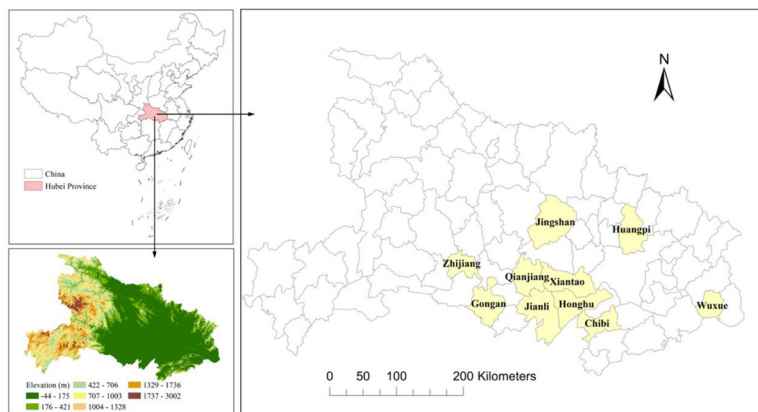 China
Hubei Province
Elevation (m)
-44 - 175
176 - 421
422 - 706
707 - 1003
1004 - 1328
1329 - 1736
1737 - 3002
N
Jingshan
Huangpi
Zhijiang
Qianjiang
Xiantao
Gongan
Jianli
Honghu
Chibi
Wuxue
0 50 100 200 Kilometers